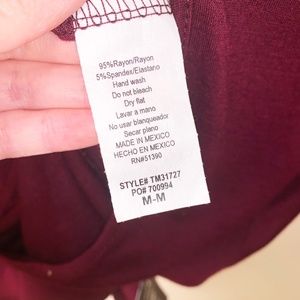 95%Rayon/Rayon
5%Spandex/Elastano
Hand wash
Do not bleach
Dry flat
Lavar a mano
No usar blanqueador
Secar plano
MADE IN MEXICO
HECHO EN MEXICO
RN#51390
STYLE# TM31727
PO# 700994
M-M